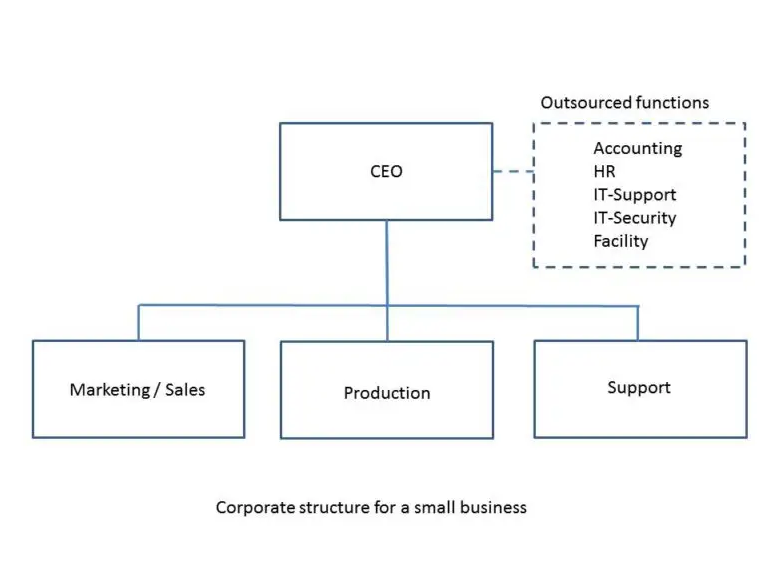 Outsourced functions
CEO
Accounting
HR
IT-Support
IT-Security
Facility
Marketing / Sales
Production
Support
Corporate structure for a small business